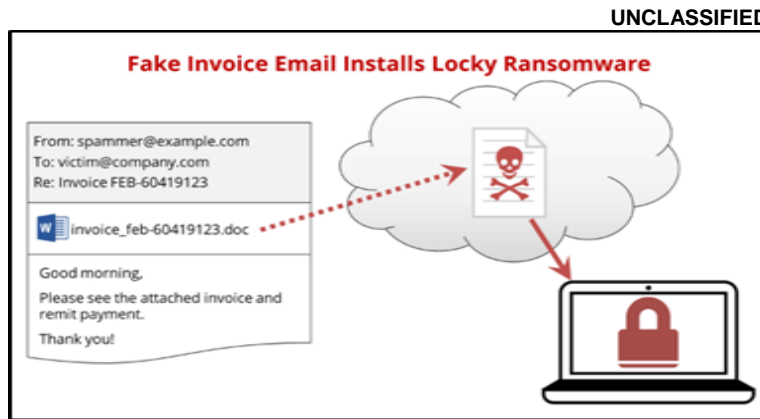 UNCLASSIFIED
Fake Invoice Email Installs Locky Ransomware
From: spammer@example.com
To: victim@company.com
Re: Invoice FEB-60419123
W
invoice_feb-60419123.doc
Good morning,
Please see the attached invoice and
remit payment.
Thank you!